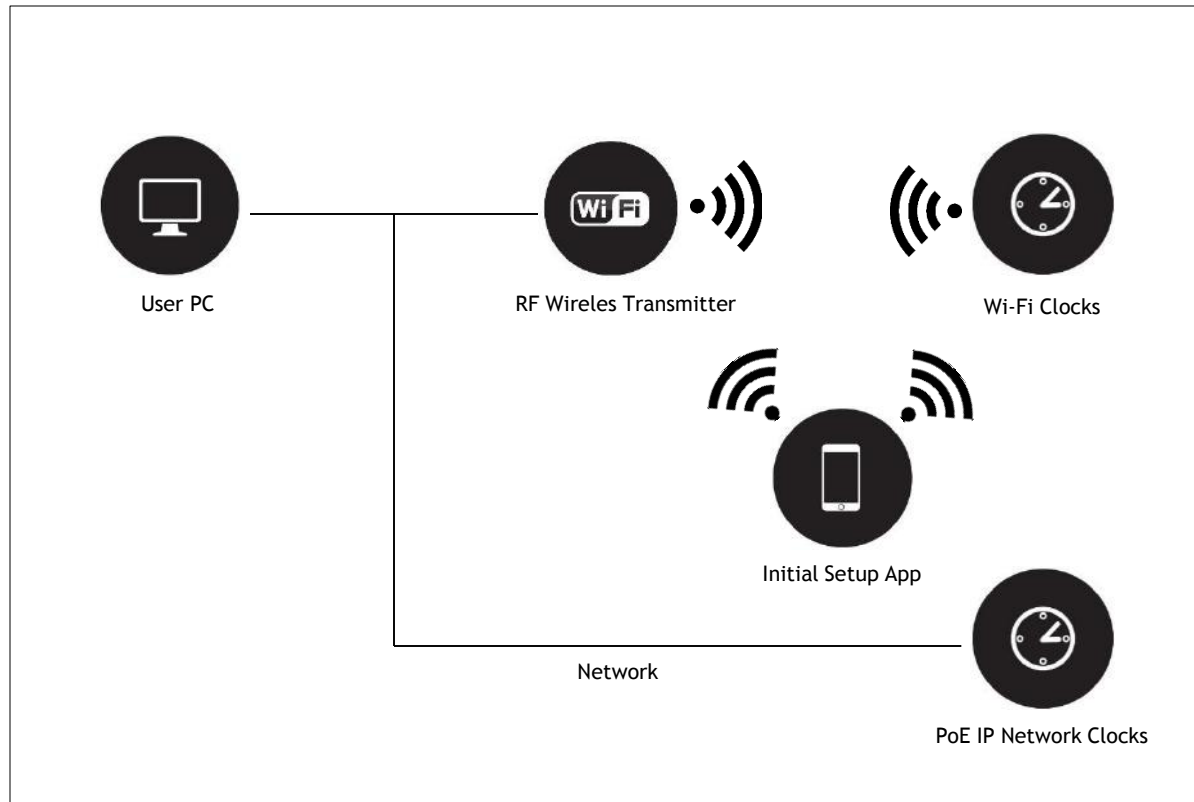 Wi Fi
User PC
RF Wireles Transmitter
Wi-Fi Clocks
Initial Setup App
Network
PoE IP Network Clocks